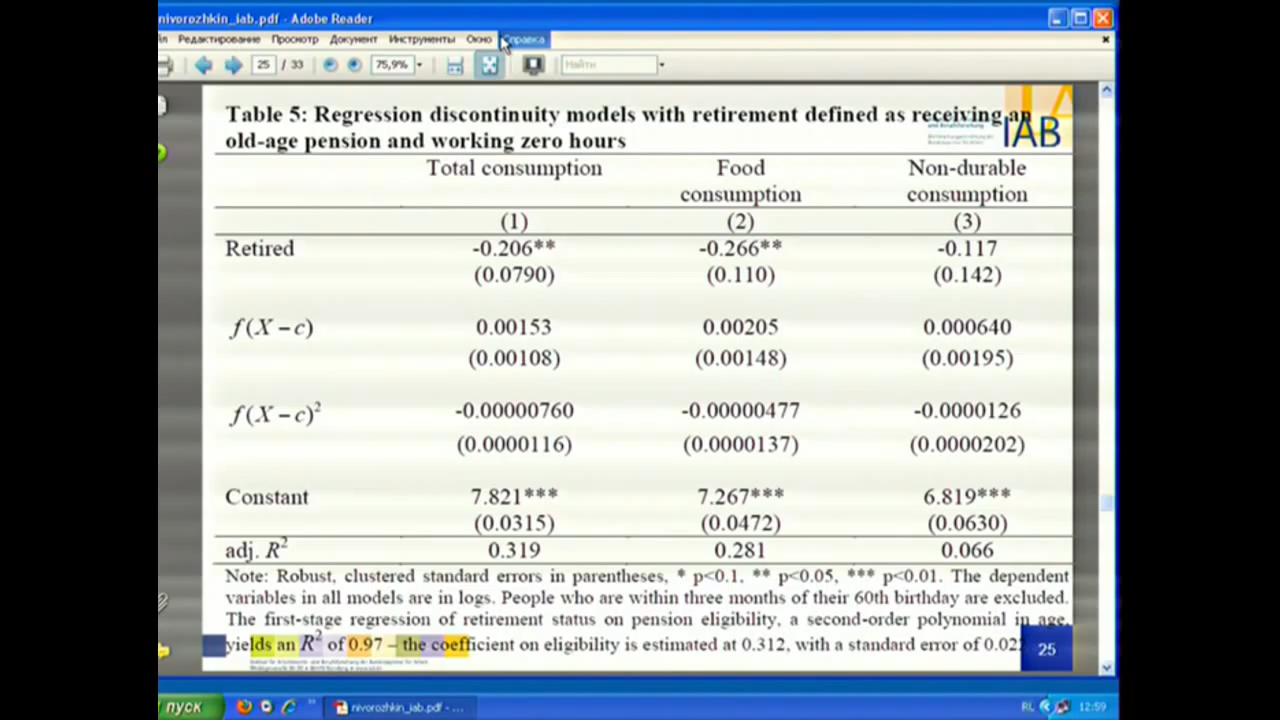 nivorozhkin_iab.pdf - Adobe Reader
Редактирование Просмотр Документ Инструменты Окно Справка
25 / 33 75,9% Найти
Table 5: Regression discontinuity models with retirement defined as receiving an
old-age pension and working zero hours
IAB
Total consumption Food consumption Non-durable consumption
(1) (2) (3)
Retired -0.206** -0.266** -0.117
(0.0790) (0.110) (0.142)
f(X – c) 0.00153 0.00205 0.000640
(0.00108) (0.00148) (0.00195)
f(X – c)² -0.00000760 -0.00000477 -0.0000126
(0.0000116) (0.0000137) (0.0000202)
Constant 7.821*** 7.267*** 6.819***
(0.0315) (0.0472) (0.0630)
adj. R² 0.319 0.281 0.066
Note: Robust, clustered standard errors in parentheses, * p<0.1, ** p<0.05, *** p<0.01. The dependent
variables in all models are in logs. People who are within three months of their 60th birthday are excluded.
The first-stage regression of retirement status on pension eligibility, a second-order polynomial in age,
yields an R² of 0.97 – the coefficient on eligibility is estimated at 0.312, with a standard error of
25
пуск nivorozhkin_iab.pdf - ... RL 12:59